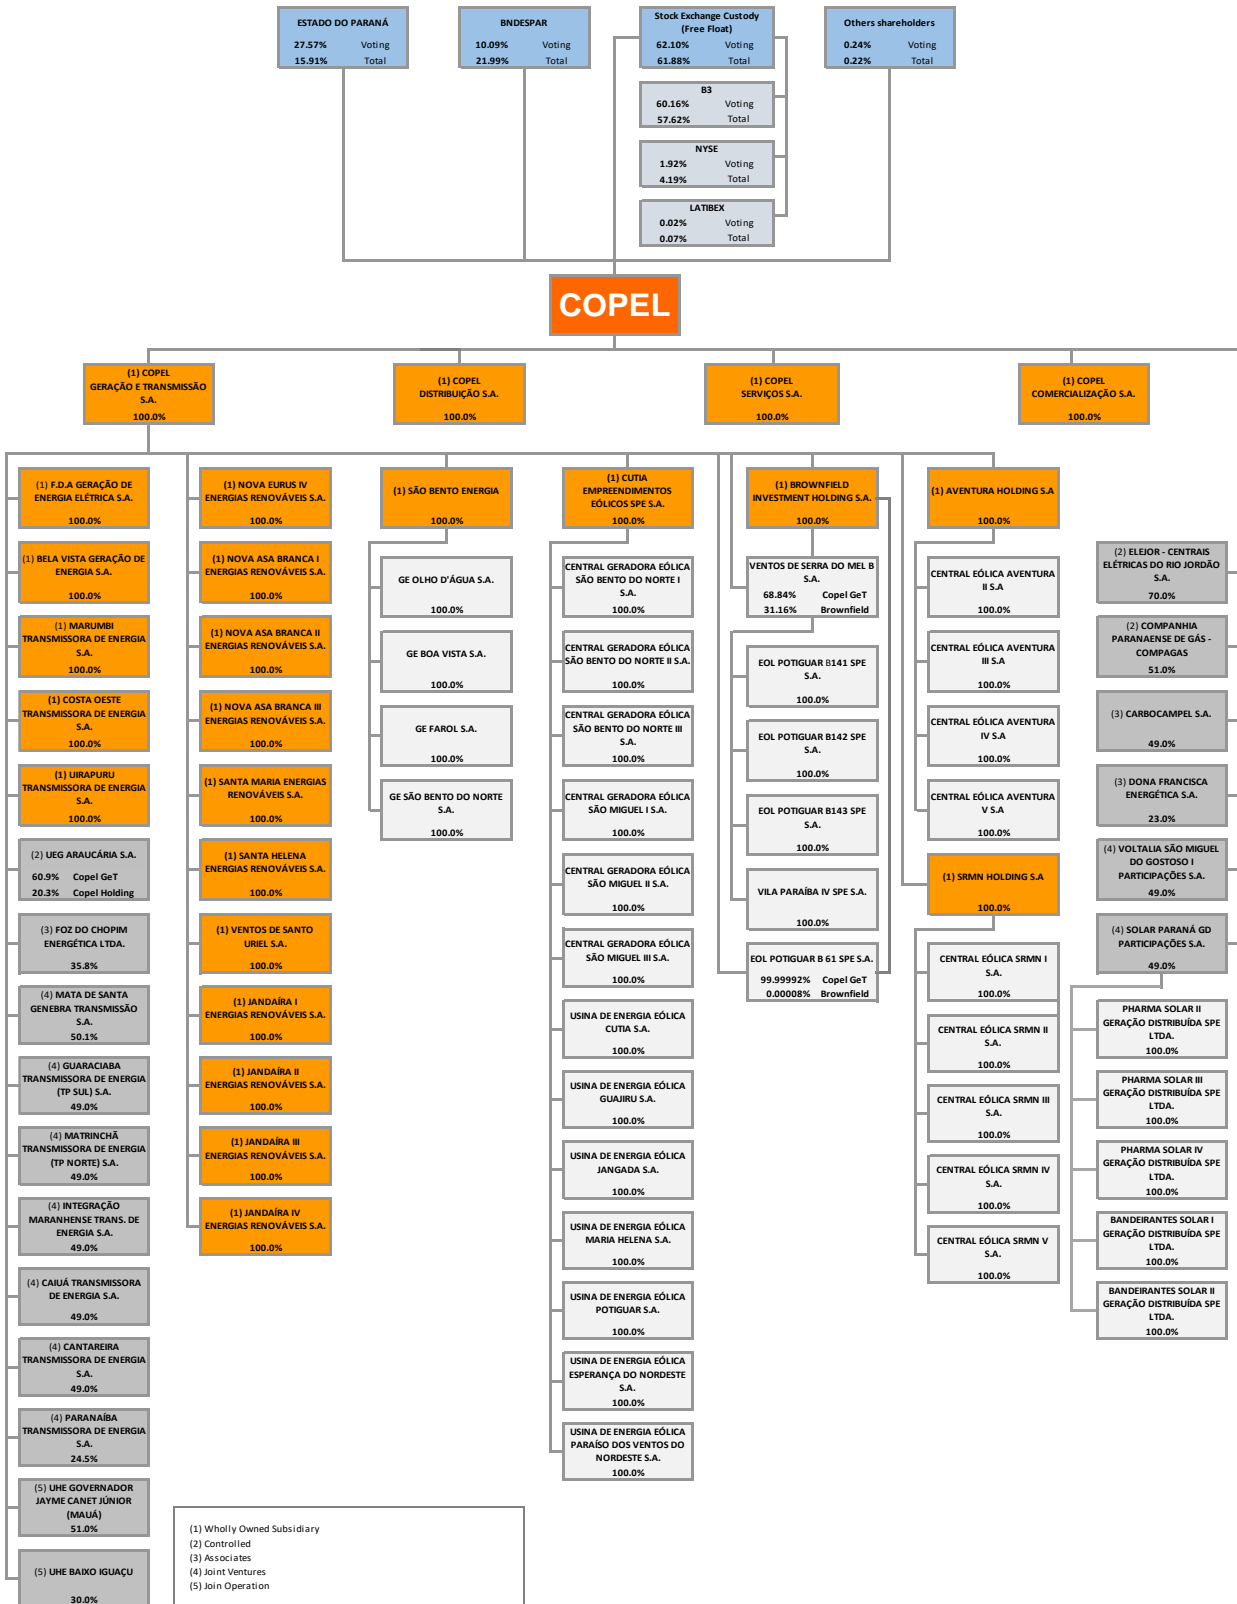 ESTADO DO PARANÁ
27.57% Voting
15.91% Total
BNDESPAR
10.09% Voting
21.99% Total
Stock Exchange Custody
(Free Float)
62.10% Voting
61.88% Total
Others shareholders
0.24% Voting
0.22% Total
B3
60.16% Voting
57.62% Total
NYSE
1.92% Voting
4.19% Total
LATIBEX
0.02% Voting
0.07% Total
COPEL
(1) COPEL
GERAÇÃO E TRANSMISSÃO
S.A.
100.0%
(1) COPEL
DISTRIBUIÇÃO S.A.
100.0%
(1) COPEL
SERVIÇOS S.A.
100.0%
(1) COPEL
COMERCIALIZAÇÃO S.A.
100.0%
(1) F.D.A GERAÇÃO DE
ENERGIA ELÉTRICA S.A.
100.0%
(1) BELA VISTA GERAÇÃO DE
ENERGIA S.A.
100.0%
(1) MARUMBI
TRANSMISSORA DE ENERGIA
S.A.
100.0%
(1) COSTA OESTE
TRANSMISSORA DE ENERGIA
S.A.
100.0%
(1) UIRAPURU
TRANSMISSORA DE ENERGIA
S.A.
100.0%
(2) UEG ARAUCÁRIA S.A.
60.9% Copel GeT
20.3% Copel Holding
(3) FOZ DO CHOPIM
ENERGÉTICA LTDA.
35.8%
(4) MATA DE SANTA
GENEBRA TRANSMISSÃO
S.A.
50.1%
(4) GUARACIABA
TRANSMISSORA DE ENERGIA
(TP SUL) S.A.
49.0%
(4) MATRINCHÃ
TRANSMISSORA DE ENERGIA
(TP NORTE) S.A.
49.0%
(4) INTEGRAÇÃO
MARANHENSE TRANS. DE
ENERGIA S.A.
49.0%
(4) CAIUÁ TRANSMISSORA
DE ENERGIA S.A.
49.0%
(4) CANTAREIRA
TRANSMISSORA DE ENERGIA
S.A.
49.0%
(4) PARANAÍBA
TRANSMISSORA DE ENERGIA
S.A.
24.5%
(5) UHE GOVERNADOR
JAYME CANET JÚNIOR
(MAUÁ)
51.0%
(5) UHE BAIXO IGUAÇU
30.0%
(1) NOVA EURUS IV
ENERGIAS RENOVÁVEIS S.A.
100.0%
(1) NOVA ASA BRANCA I
ENERGIAS RENOVÁVEIS S.A.
100.0%
(1) NOVA ASA BRANCA II
ENERGIAS RENOVÁVEIS S.A.
100.0%
(1) NOVA ASA BRANCA III
ENERGIAS RENOVÁVEIS S.A.
100.0%
(1) SANTA MARIA ENERGIAS
RENOVÁVEIS S.A.
100.0%
(1) SANTA HELENA
ENERGIAS RENOVÁVEIS S.A.
100.0%
(1) VENTOS DE SANTO
URIEL S.A.
100.0%
(1) JANDAÍRA I
ENERGIAS RENOVÁVEIS S.A.
100.0%
(1) JANDAÍRA II
ENERGIAS RENOVÁVEIS S.A.
100.0%
(1) JANDAÍRA III
ENERGIAS RENOVÁVEIS S.A.
100.0%
(1) JANDAÍRA IV
ENERGIAS RENOVÁVEIS S.A.
100.0%
(1) SÃO BENTO ENERGIA
100.0%
GE OLHO D'ÁGUA S.A.
100.0%
GE BOA VISTA S.A.
100.0%
GE FAROL S.A.
100.0%
GE SÃO BENTO DO NORTE
S.A.
100.0%
(1) CUTIA
EMPREENDIMENTOS
EÓLICOS SPE S.A.
100.0%
CENTRAL GERADORA EÓLICA
SÃO BENTO DO NORTE I
S.A.
100.0%
CENTRAL GERADORA EÓLICA
SÃO BENTO DO NORTE II S.A.
100.0%
CENTRAL GERADORA EÓLICA
SÃO BENTO DO NORTE III
S.A.
100.0%
CENTRAL GERADORA EÓLICA
SÃO MIGUEL I S.A.
100.0%
CENTRAL GERADORA EÓLICA
SÃO MIGUEL II S.A.
100.0%
CENTRAL GERADORA EÓLICA
SÃO MIGUEL III S.A.
100.0%
USINA DE ENERGIA EÓLICA
CUTIA S.A.
100.0%
USINA DE ENERGIA EÓLICA
GUAJIRU S.A.
100.0%
USINA DE ENERGIA EÓLICA
JANGADA S.A.
100.0%
USINA DE ENERGIA EÓLICA
MARIA HELENA S.A.
100.0%
USINA DE ENERGIA EÓLICA
POTIGUAR S.A.
100.0%
USINA DE ENERGIA EÓLICA
ESPERANÇA DO NORDESTE
S.A.
100.0%
USINA DE ENERGIA EÓLICA
PARAÍSO DOS VENTOS DO
NORDESTE S.A.
100.0%
(1) BROWNFIELD
INVESTMENT HOLDING S.A.
100.0%
VENTOS DE SERRA DO MEL B
S.A.
68.84% Copel GeT
31.16% Brownfield
EOL POTIGUAR B141 SPE
S.A.
100.0%
EOL POTIGUAR B142 SPE
S.A.
100.0%
EOL POTIGUAR B143 SPE
S.A.
100.0%
VILA PARAÍBA IV SPE S.A.
100.0%
EOL POTIGUAR B 61 SPE S.A.
99.99992% Copel GeT
0.00008% Brownfield
(1) AVENTURA HOLDING S.A
100.0%
CENTRAL EÓLICA AVENTURA
II S.A
100.0%
CENTRAL EÓLICA AVENTURA
III S.A
100.0%
CENTRAL EÓLICA AVENTURA
IV S.A
100.0%
CENTRAL EÓLICA AVENTURA
V S.A
100.0%
(1) SRMN HOLDING S.A
100.0%
CENTRAL EÓLICA SRMN I
S.A.
100.0%
CENTRAL EÓLICA SRMN II
S.A.
100.0%
CENTRAL EÓLICA SRMN III
S.A.
100.0%
CENTRAL EÓLICA SRMN IV
S.A.
100.0%
CENTRAL EÓLICA SRMN V
S.A.
100.0%
(2) ELEJOR - CENTRAIS
ELÉTRICAS DO RIO JORDÃO
S.A.
70.0%
(2) COMPANHIA
PARANAENSE DE GÁS -
COMPAGAS
51.0%
(3) CARBOCAMPEL S.A.
49.0%
(3) DONA FRANCISCA
ENERGÉTICA S.A.
23.0%
(4) VOLTALIA SÃO MIGUEL
DO GOSTOSO I
PARTICIPAÇÕES S.A.
49.0%
(4) SOLAR PARANÁ GD
PARTICIPAÇÕES S.A.
49.0%
PHARMA SOLAR II
GERAÇÃO DISTRIBUÍDA SPE
LTDA.
100.0%
PHARMA SOLAR III
GERAÇÃO DISTRIBUÍDA SPE
LTDA.
100.0%
PHARMA SOLAR IV
GERAÇÃO DISTRIBUÍDA SPE
LTDA.
100.0%
BANDEIRANTES SOLAR I
GERAÇÃO DISTRIBUÍDA SPE
LTDA.
100.0%
BANDEIRANTES SOLAR II
GERAÇÃO DISTRIBUÍDA SPE
LTDA.
100.0%
(1) Wholly Owned Subsidiary
(2) Controlled
(3) Associates
(4) Joint Ventures
(5) Join Operation